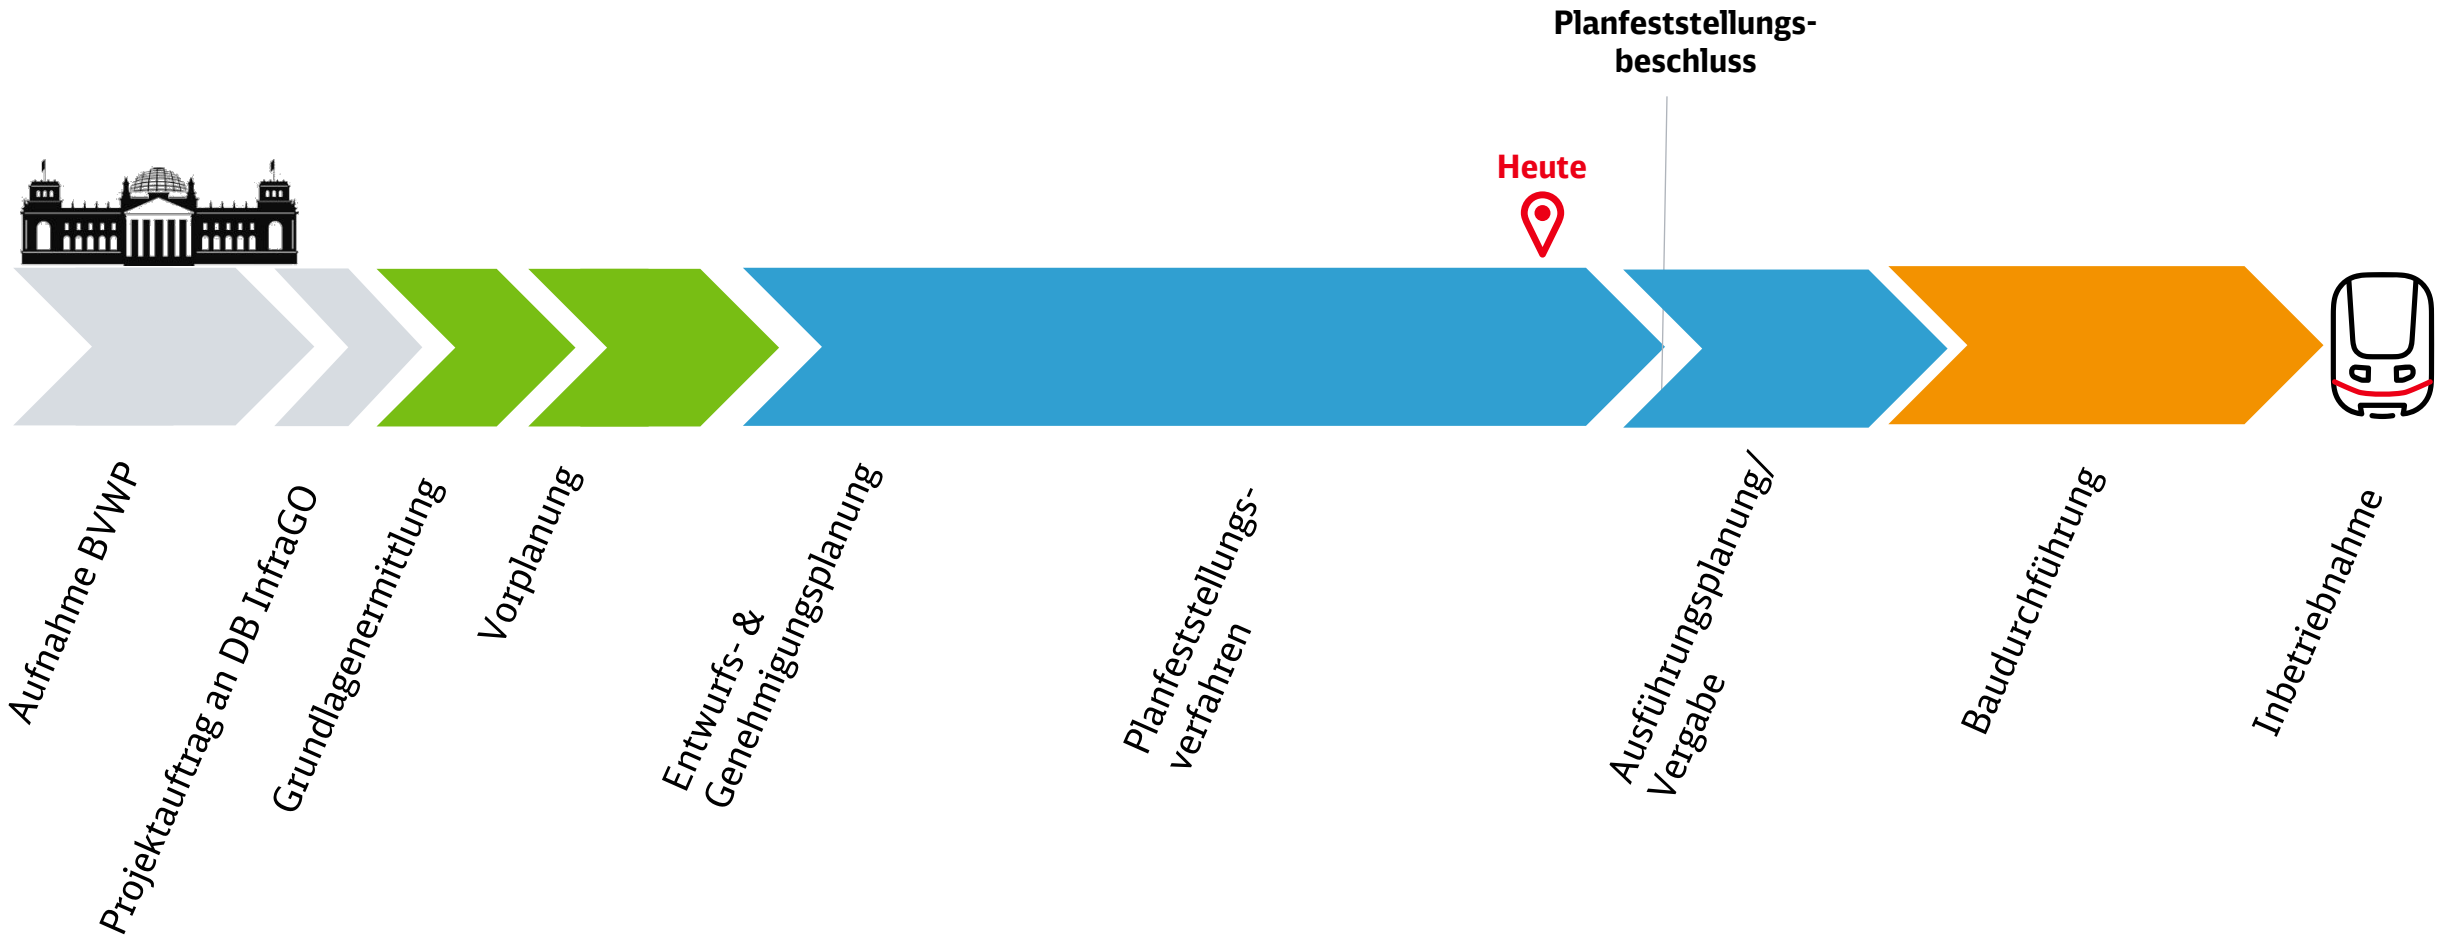 Planfeststellungs-
beschluss
Heute
Aufnahme BVWP
Projektauftrag an DB InfraGO
Grundlagenermittlung
Vorplanung
Entwurfs- &
Genehmigungsplanung
Planfeststellungs-
verfahren
Ausführungsplanung/
Vergabe
Baudurchführung
Inbetriebnahme